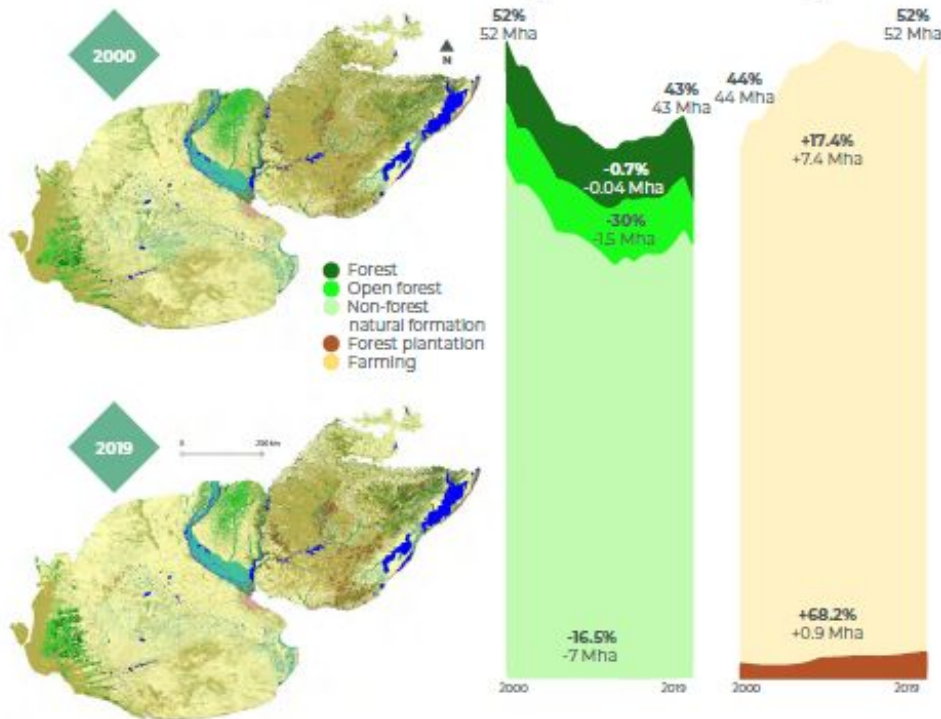 2000
N
Forest
Open forest
Non-forest
natural formation
Forest plantation
Farming
2019
0
52%
52 Mha
43%
43 Mha
-0.7%
-0.04 Mha
-30%
-1.5 Mha
-16.5%
-7 Mha
2000
2019
44%
44 Mha
52%
52 Mha
+17.4%
+7.4 Mha
+68.2%
+0.9 Mha
2000
2019